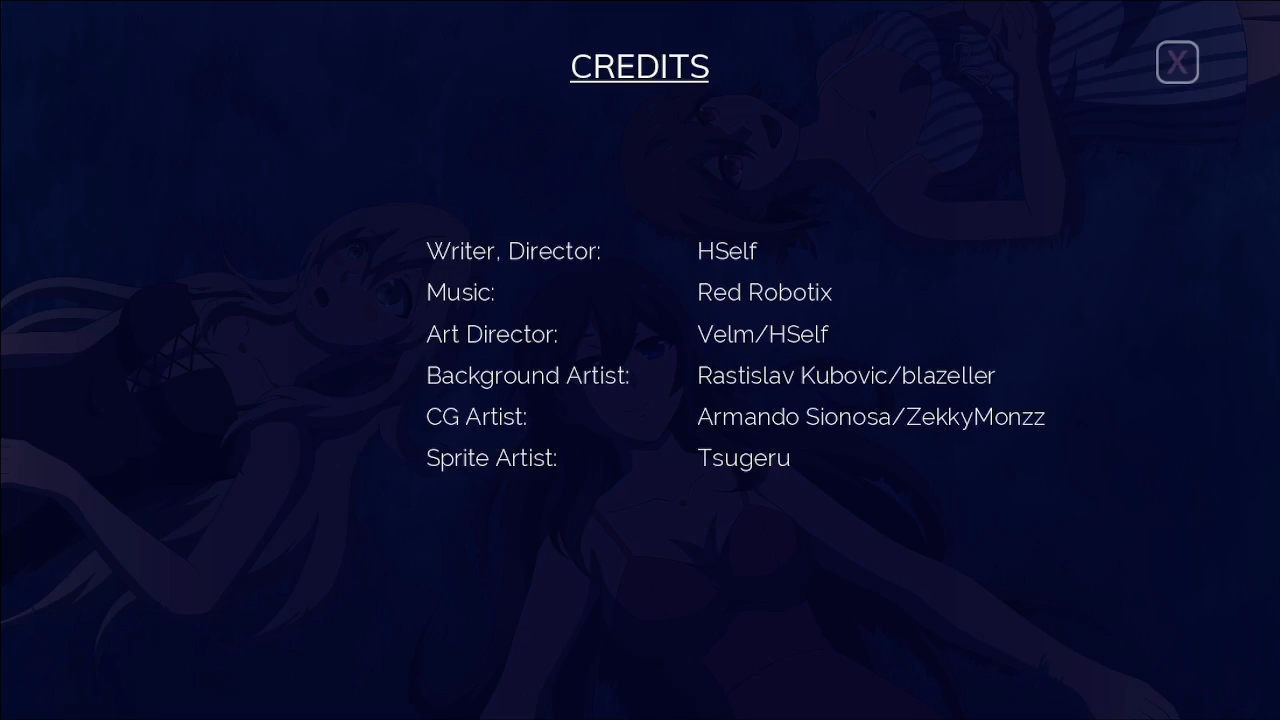 CREDITS
X
Writer, Director: HSelf
Music: Red Robotix
Art Director: Velm/HSelf
Background Artist: Rastislav Kubovic/blazeller
CG Artist: Armando Sionosa/ZekkyMonzz
Sprite Artist: Tsugeru